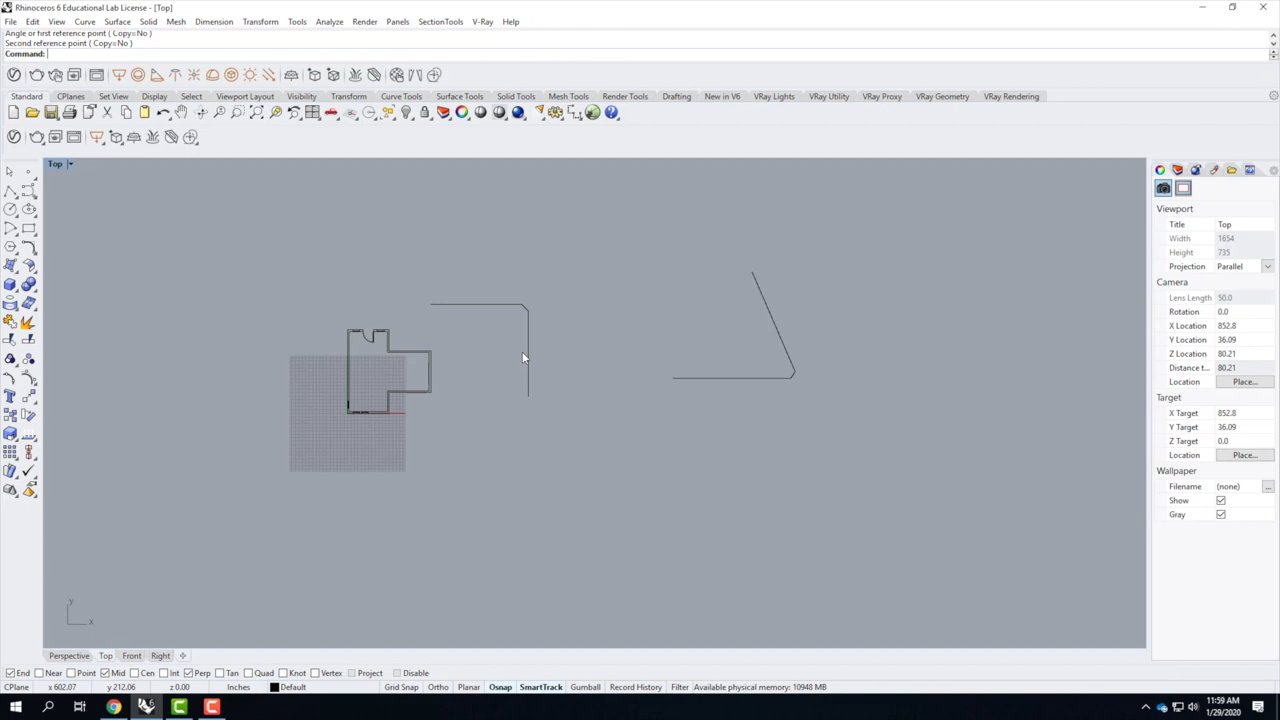 Rhinoceros 6 Educational Lab License - [Top]
File Edit View Curve Surface Solid Mesh Dimension Transform Tools Analyze Render Panels SectionTools V-Ray Help
Angle or first reference point ( Copy=No )
Second reference point ( Copy=No )
Command:
Standard CPlanes Set View Display Select Viewport Layout Visibility Transform Curve Tools Surface Tools Solid Tools Mesh Tools Render Tools Drafting New in V6 VRay Lights VRay Utility VRay Proxy VRay Geometry VRay Rendering
Top
Viewport
Title Top
Width 1654
Height 735
Projection Parallel
Camera
Lens Length 50.0
Rotation 0.0
X Location 852.8
Y Location 36.09
Z Location 80.21
Distance t... 80.21
Location Place...
Target
X Target 852.8
Y Target 36.09
Z Target 0.0
Location Place...
Wallpaper
Filename (none) ...
Show
Gray
y
x
Perspective Top Front Right
End Near Point Mid Cen Int Perp Tan Quad Knot Vertex Project Disable
CPlane x 602.07 y 212.06 z 0.00 Inches Default Grid Snap Ortho Planar Osnap SmartTrack Gumball Record History Filter Available physical memory: 10948 MB
11:59 AM
1/29/2020